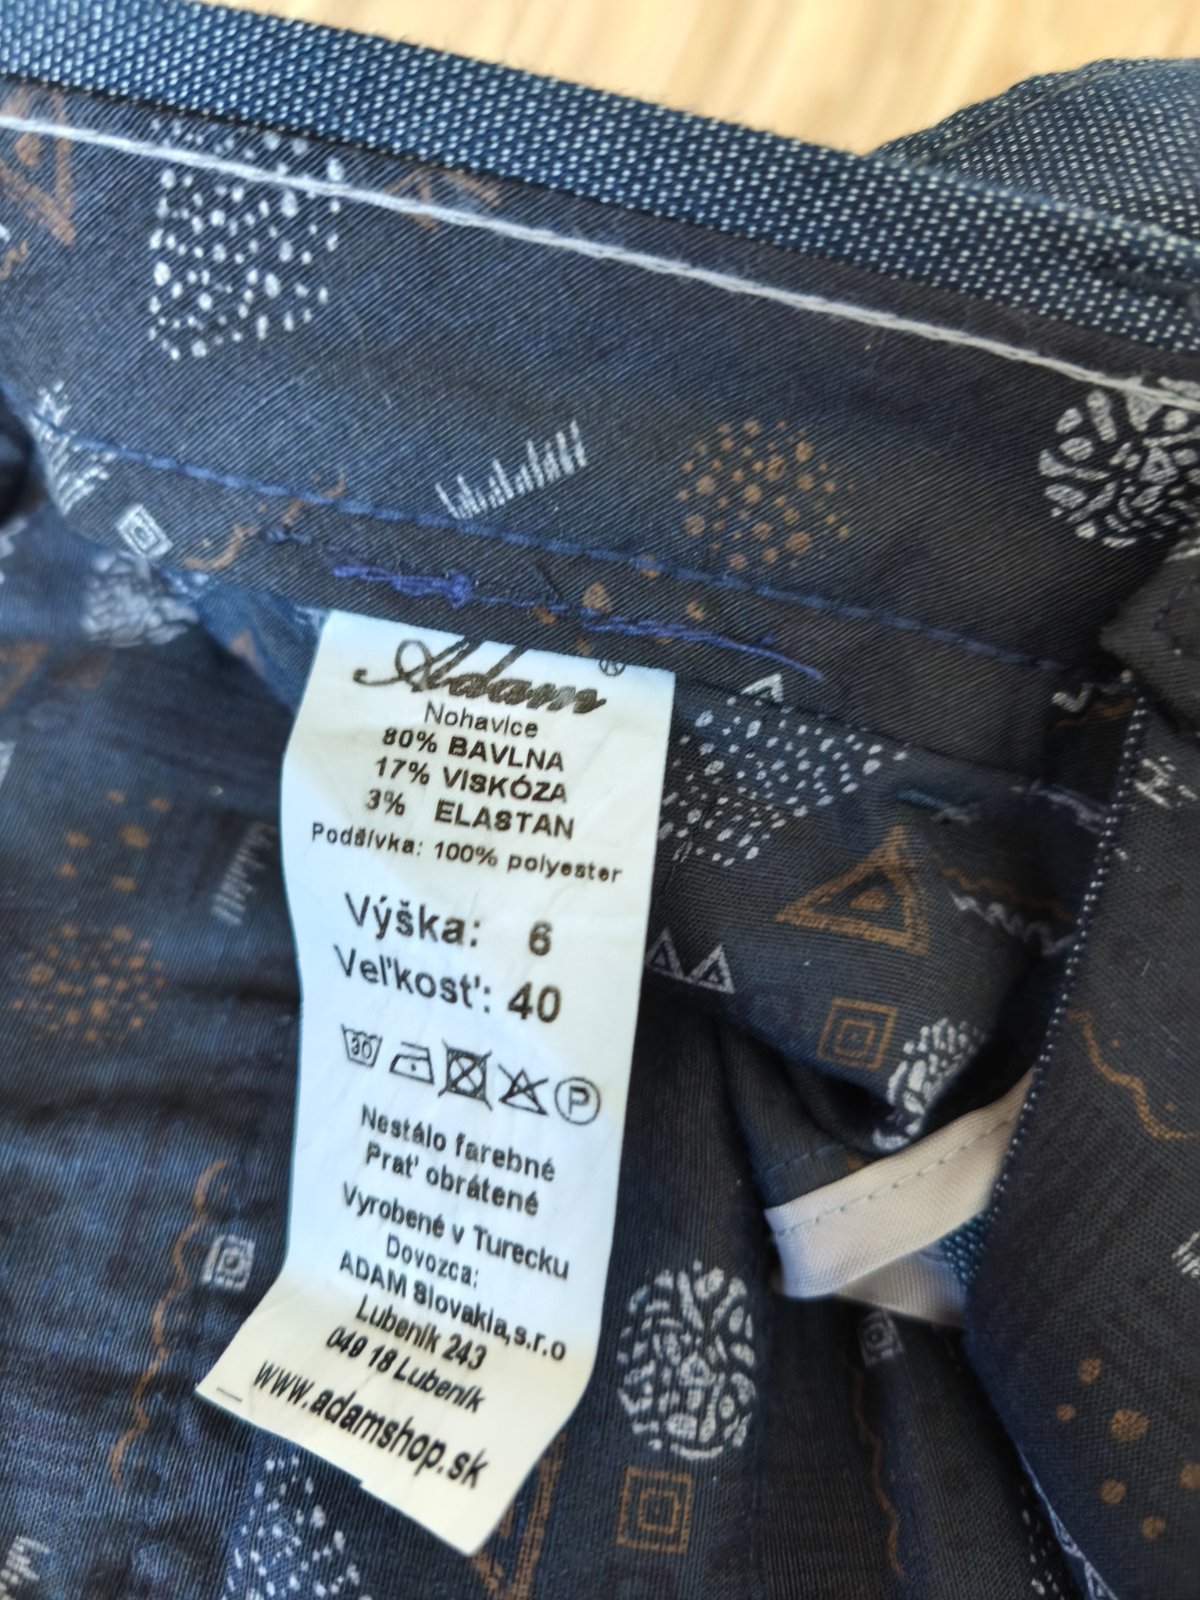 Adam®
Nohavice
80% BAVLNA
17% VISKÓZA
3% ELASTAN
Podšívka: 100% polyester
Výška: 6
Veľkosť: 40
30
P
Nestálo farebné
Prať obrátené
Vyrobené v Turecku
Dovozca:
ADAM Slovakia,s.r.o
Lubeník 243
049 18 Lubeník
www.adamshop.sk